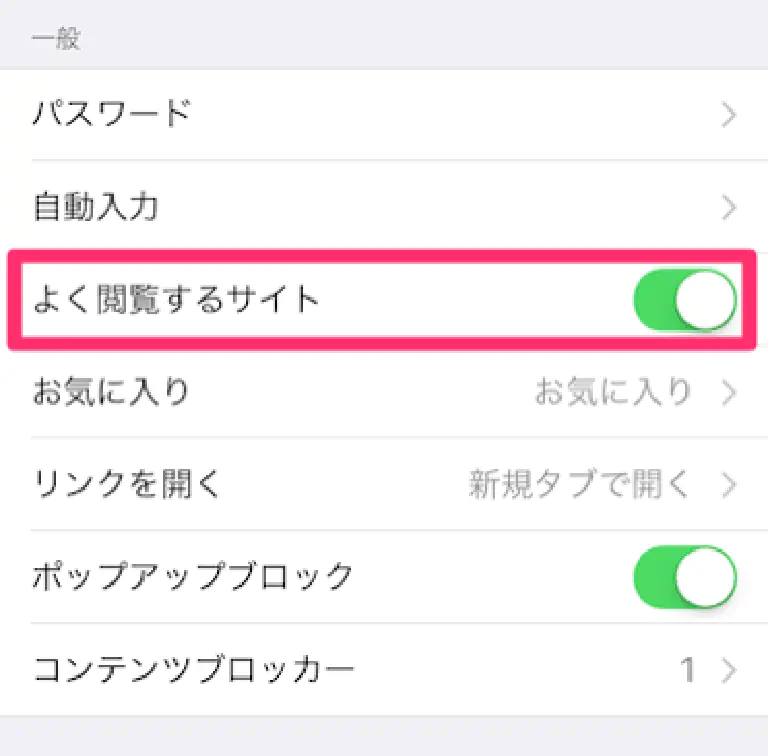 一般
パスワード
自動入力
よく閲覧するサイト
お気に入り お気に入り
リンクを開く 新規タブで開く
ポップアップブロック
コンテンツブロッカー 1